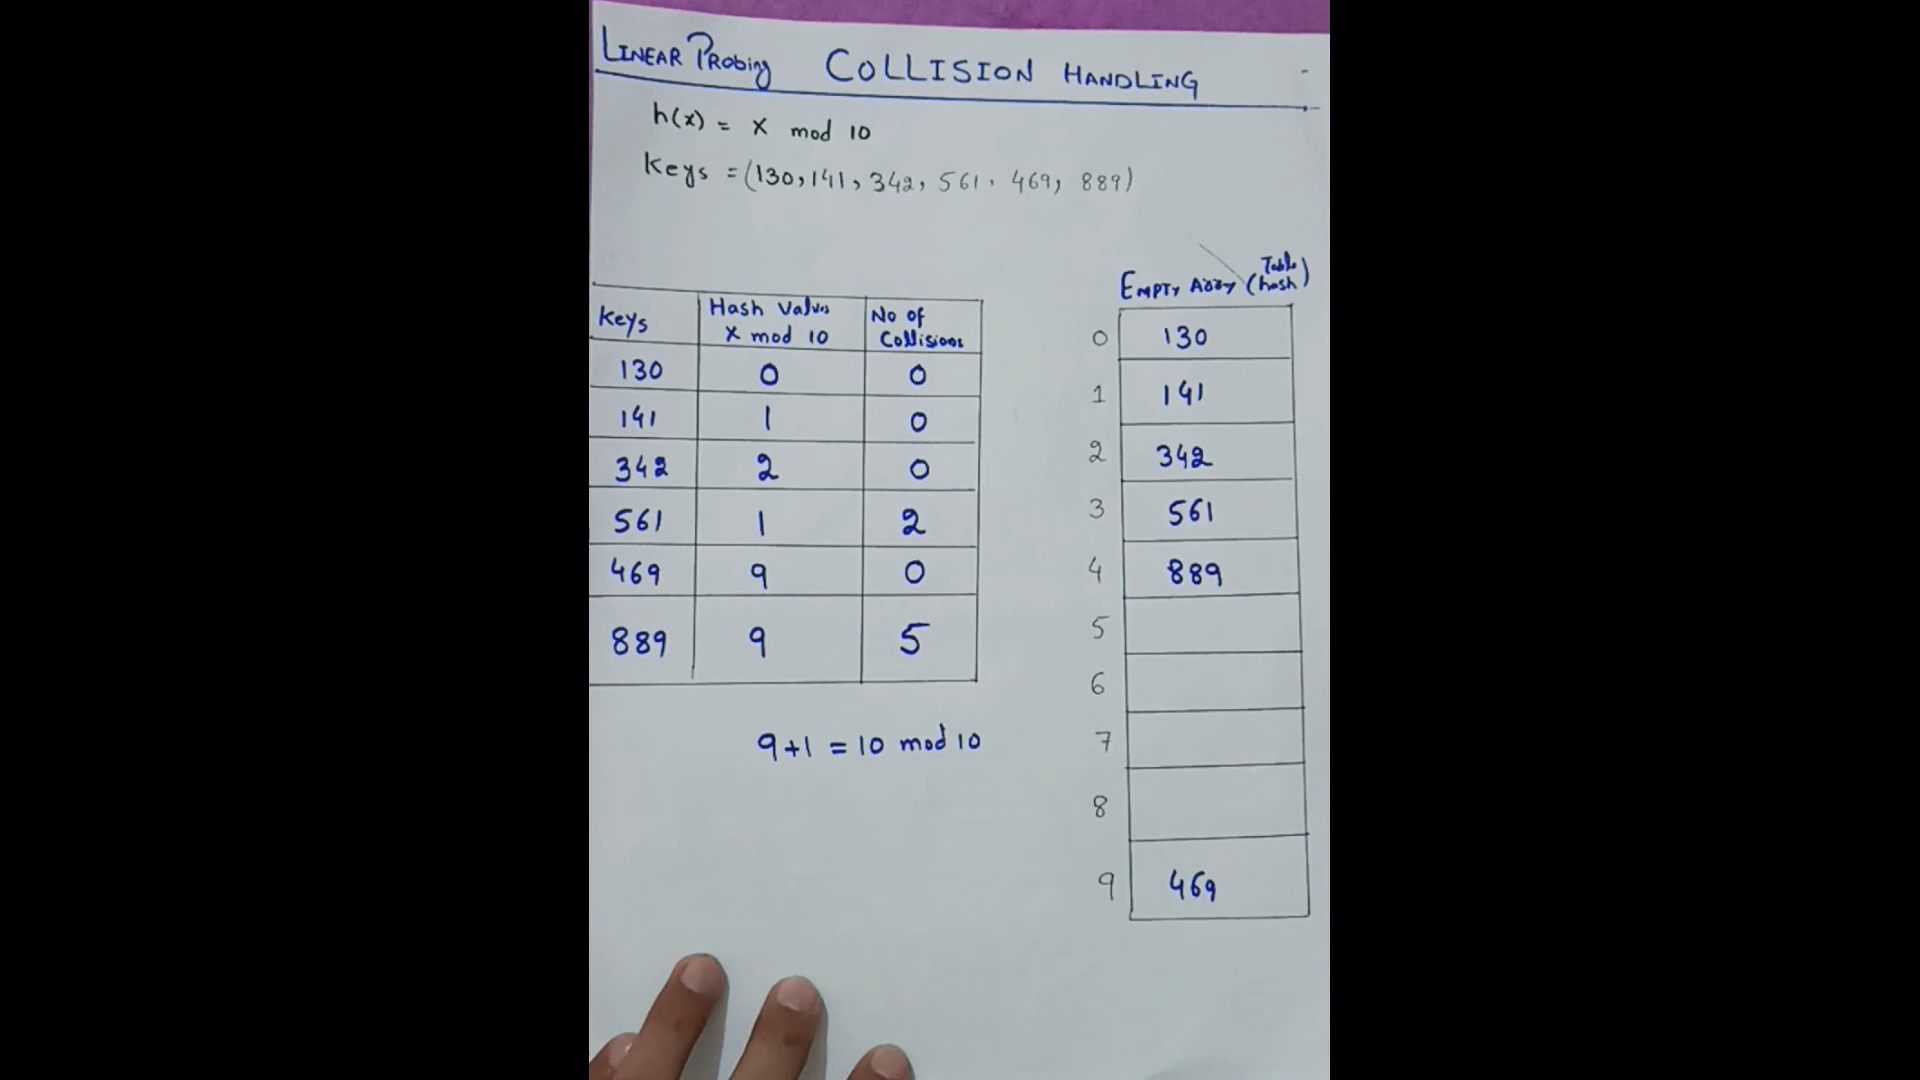 LINEAR PRobing COLLISION HANDLING
h(x) = X mod 10
Keys = (130, 141, 342, 561, 469, 889)
EMPTY Array (Table hash)
Keys Hash Values X mod 10 No of Collisions
130 0 0
141 1 0
342 2 0
561 1 2
469 9 0
889 9 5
9+1 = 10 mod 10
0 130
1 141
2 342
3 561
4 889
5
6
7
8
9 469